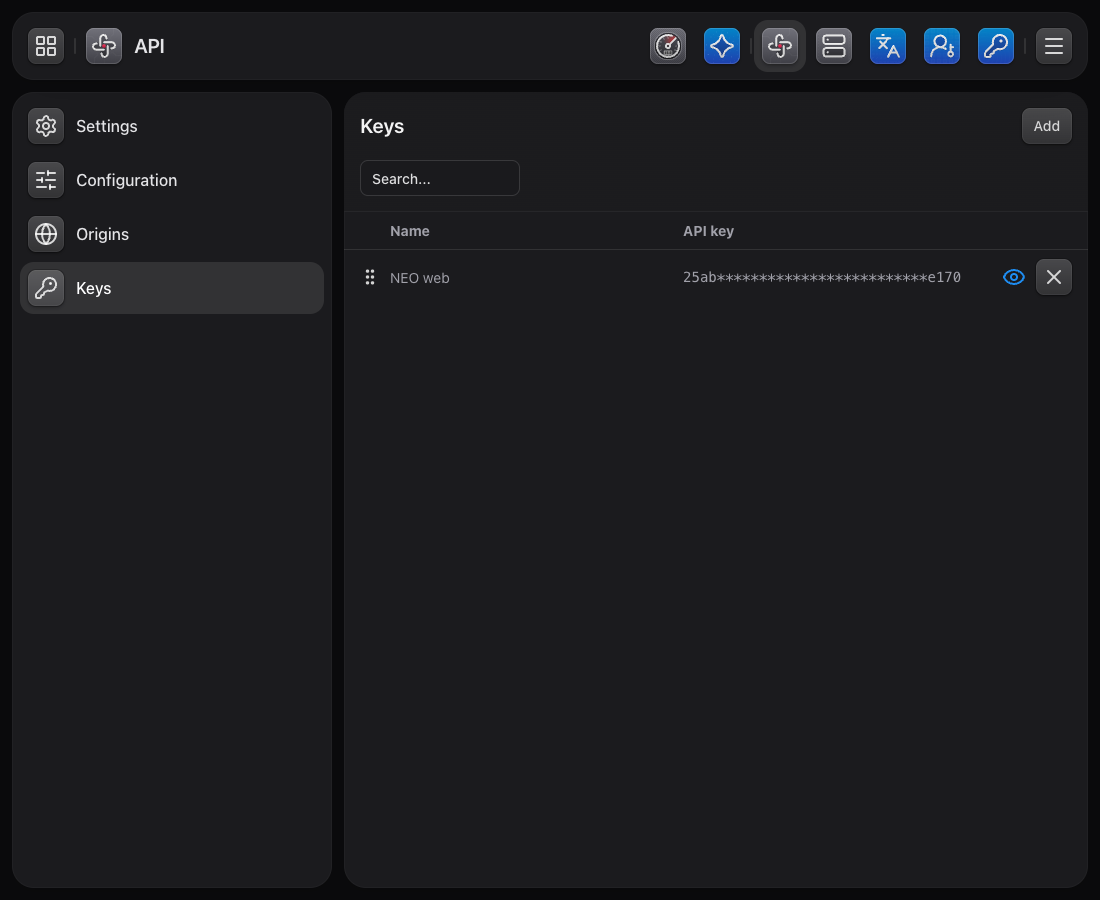 API
Settings
Configuration
Origins
Keys
Keys
Add
Search...
Name API key
NEO web 25ab*************************e170